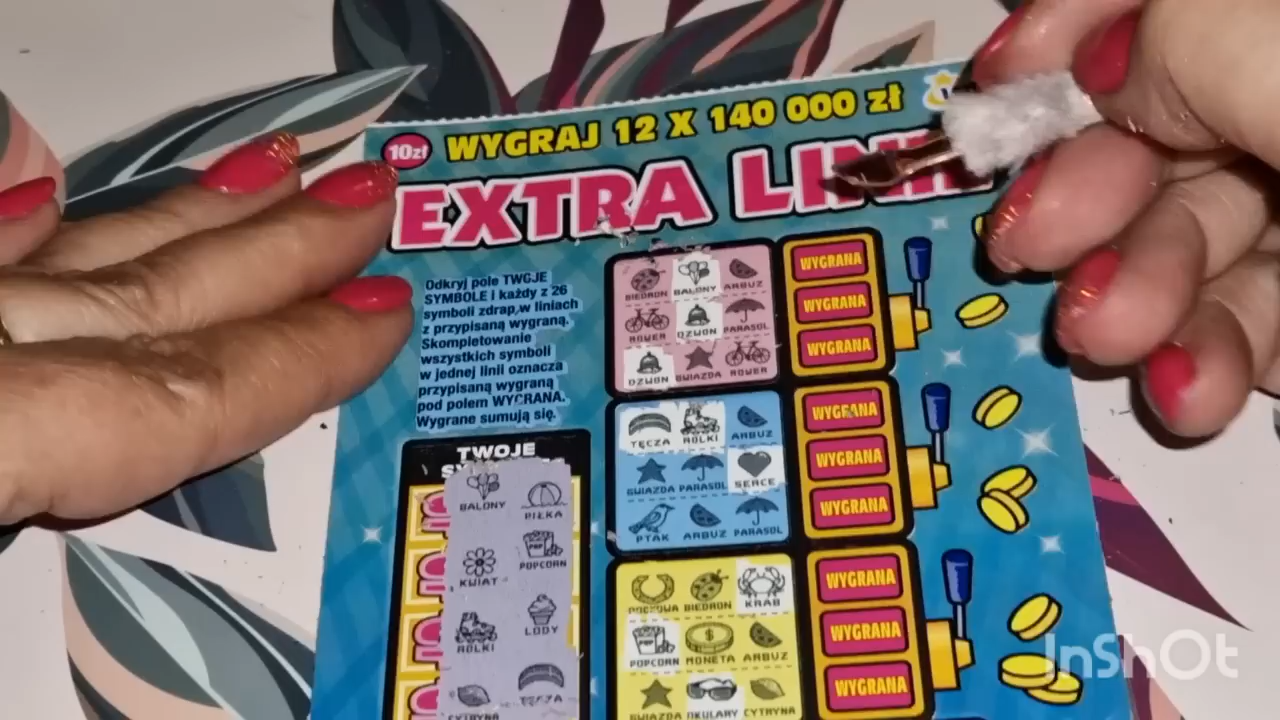 10zł WYGRAJ 12 X 140 000 zł
EXTRA LINIE
Odkryj pole TWOJE
SYMBOLE i każdy z 26
symboli zdrap w liniach
z przypisaną wygraną.
Skompletowanie
wszystkich symboli
w jednej linii oznacza
przypisaną wygraną
pod polem WYGRANA.
Wygrane sumują się.
TWOJE
BALONY PIŁKA
KWIAT POPCORN
ROLKI LODY
CYTRYNA TĘCZA
BIEDRON BALONY ARBUZ
ROWER DZWON PARASOL
DZWON GWIAZDA ROWER
WYGRANA
WYGRANA
WYGRANA
TĘCZA ROLKI ARBUZ
GWIAZDA PARASOL SERCE
PTAK ARBUZ PARASOL
WYGRANA
WYGRANA
WYGRANA
PODKOWA BIEDRON KRAB
POPCORN MONETA ARBUZ
GWIAZDA OKULARY CYTRYNA
WYGRANA
WYGRANA
WYGRANA
InShOt